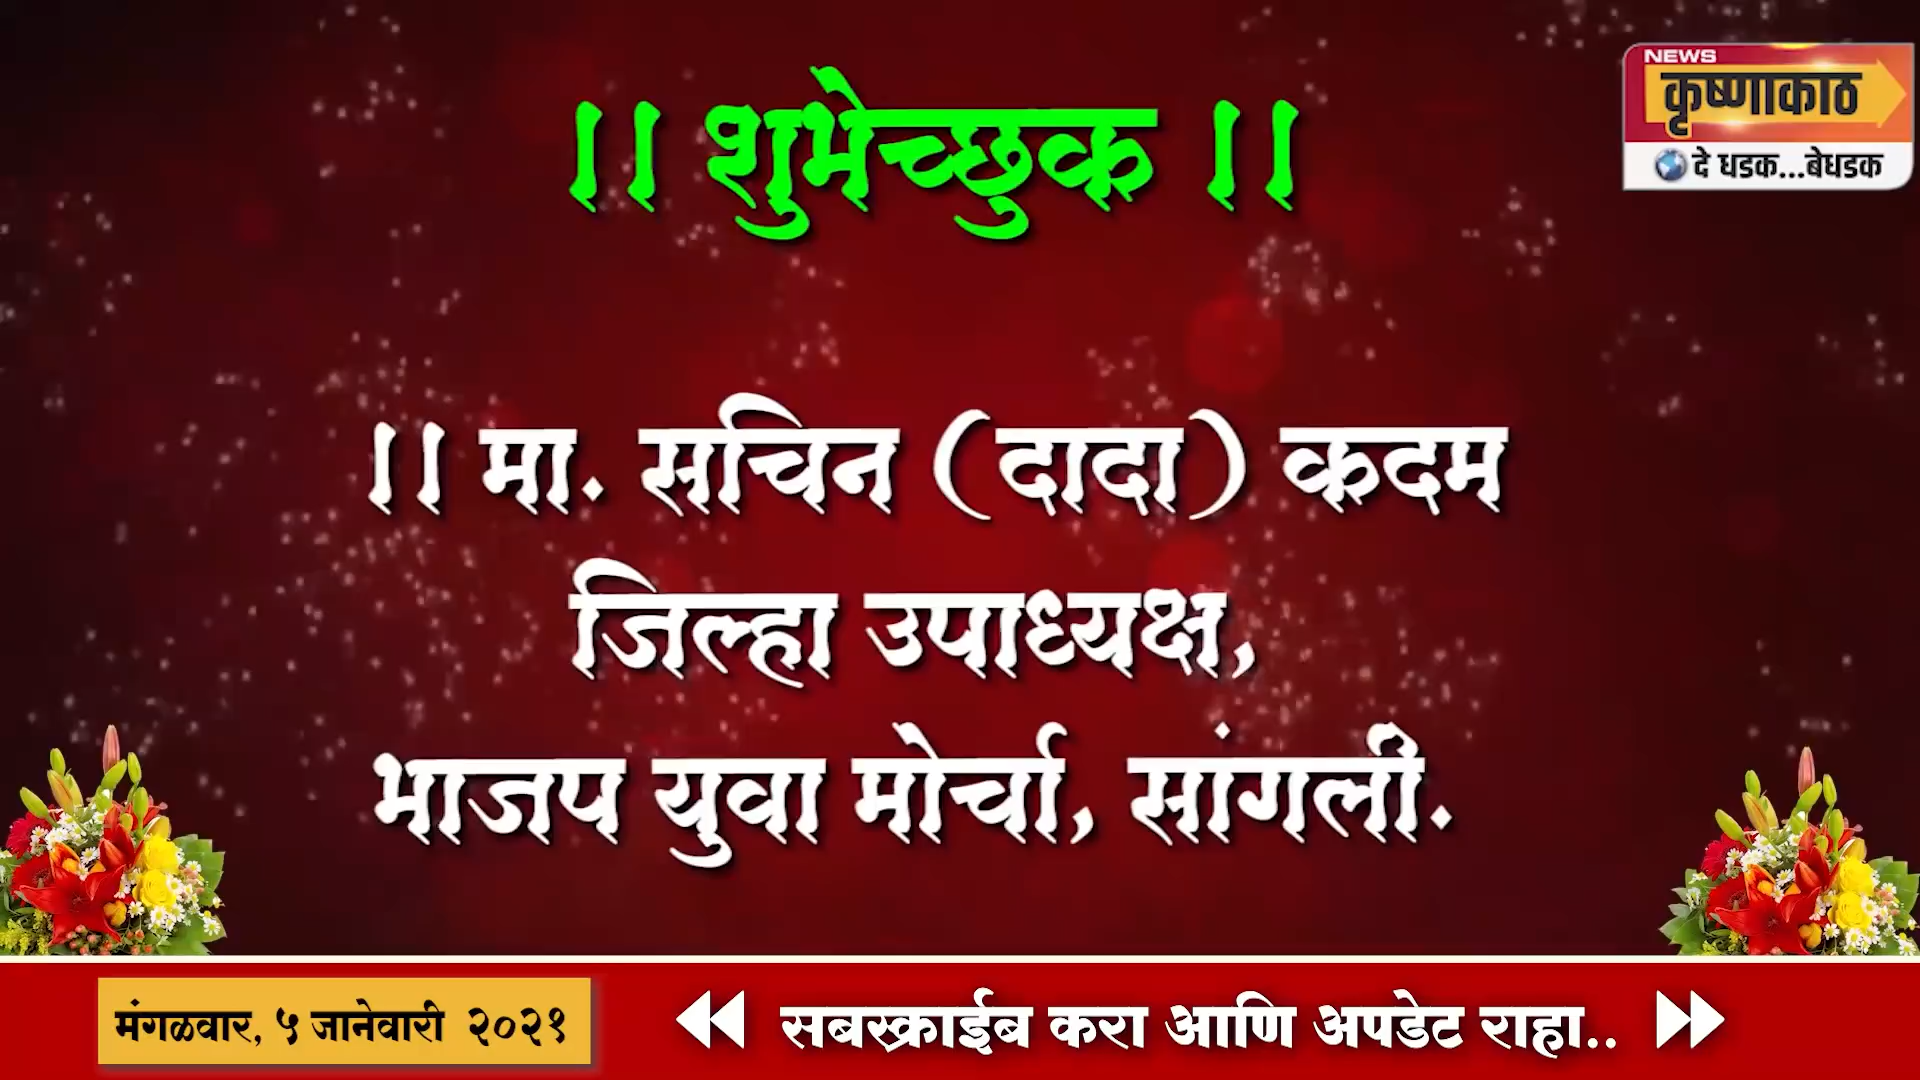 ।। शुभेच्छुक ।।
NEWS
कृष्णाकाठ
दे धडक...बेधडक
।। मा. सचिन (दादा) कदम
जिल्हा उपाध्यक्ष,
भाजप युवा मोर्चा, सांगली.
मंगळवार, ५ जानेवारी २०२१
सबस्क्राईब करा आणि अपडेट राहा..